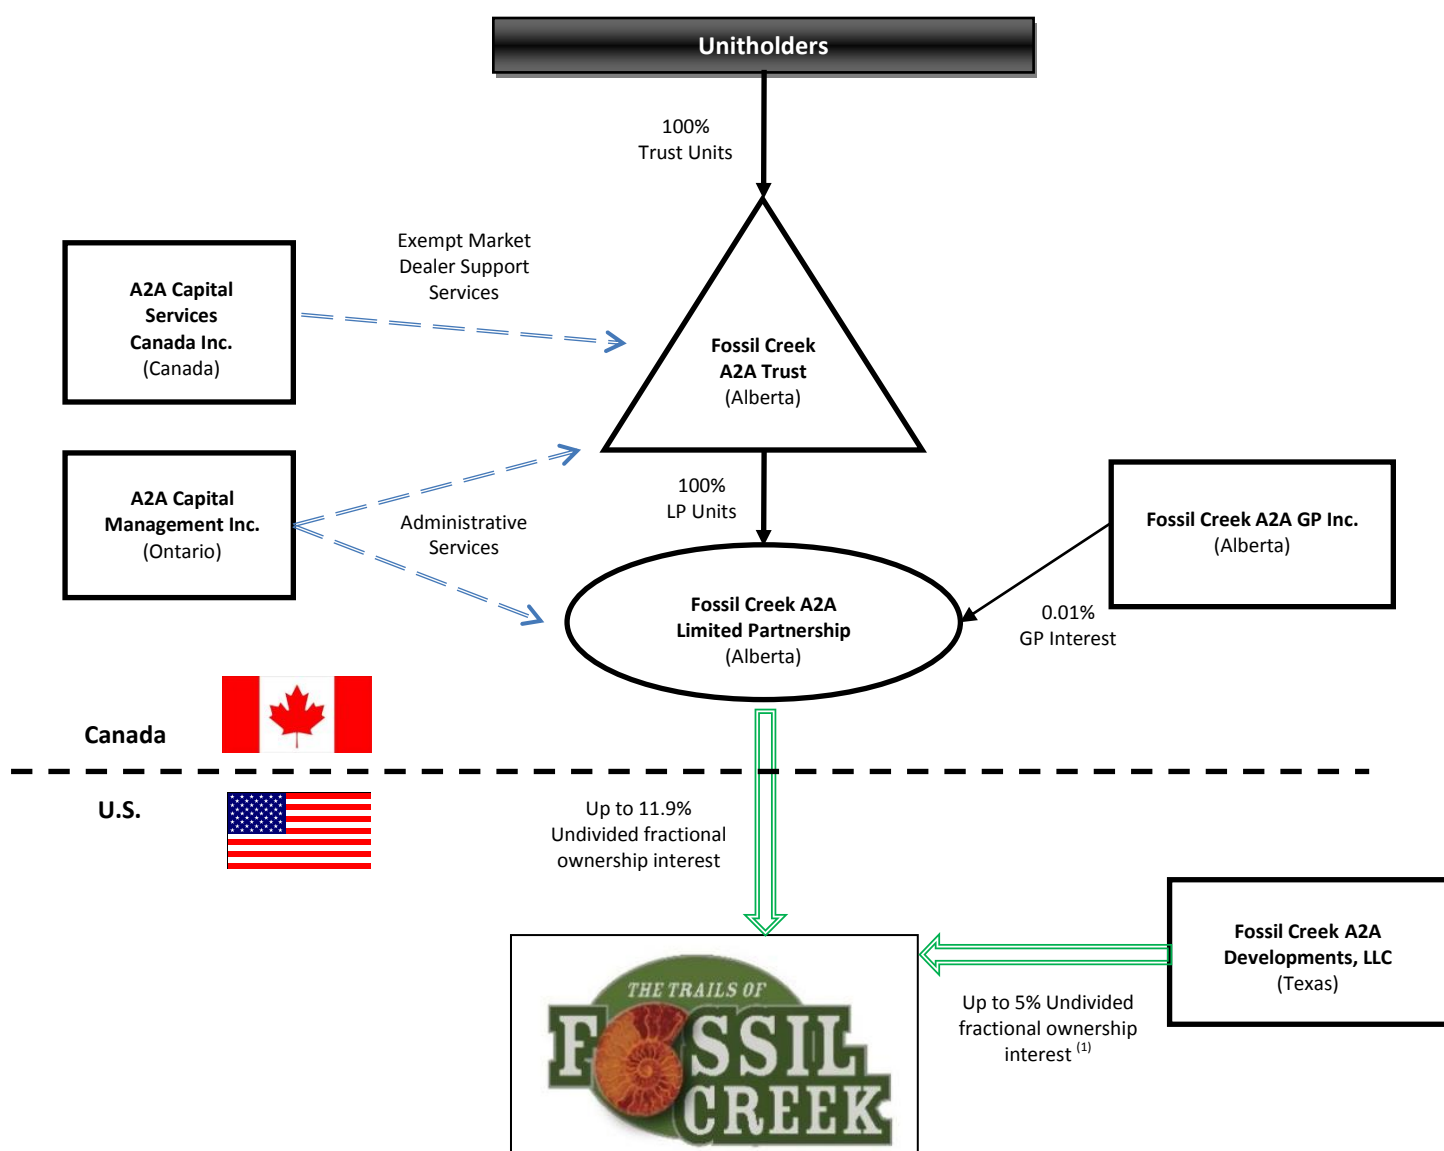 Unitholders
100%
Trust Units
Exempt Market
Dealer Support
Services
A2A Capital
Services
Canada Inc.
(Canada)
Fossil Creek
A2A Trust
(Alberta)
A2A Capital
Management Inc.
(Ontario)
Administrative
Services
100%
LP Units
Fossil Creek A2A GP Inc.
(Alberta)
Fossil Creek A2A
Limited Partnership
(Alberta)
0.01%
GP Interest
Canada
U.S.
Up to 11.9%
Undivided fractional
ownership interest
Fossil Creek A2A
Developments, LLC
(Texas)
Up to 5% Undivided
fractional ownership
interest (1)
THE TRAILS OF
FOSSIL
CREEK